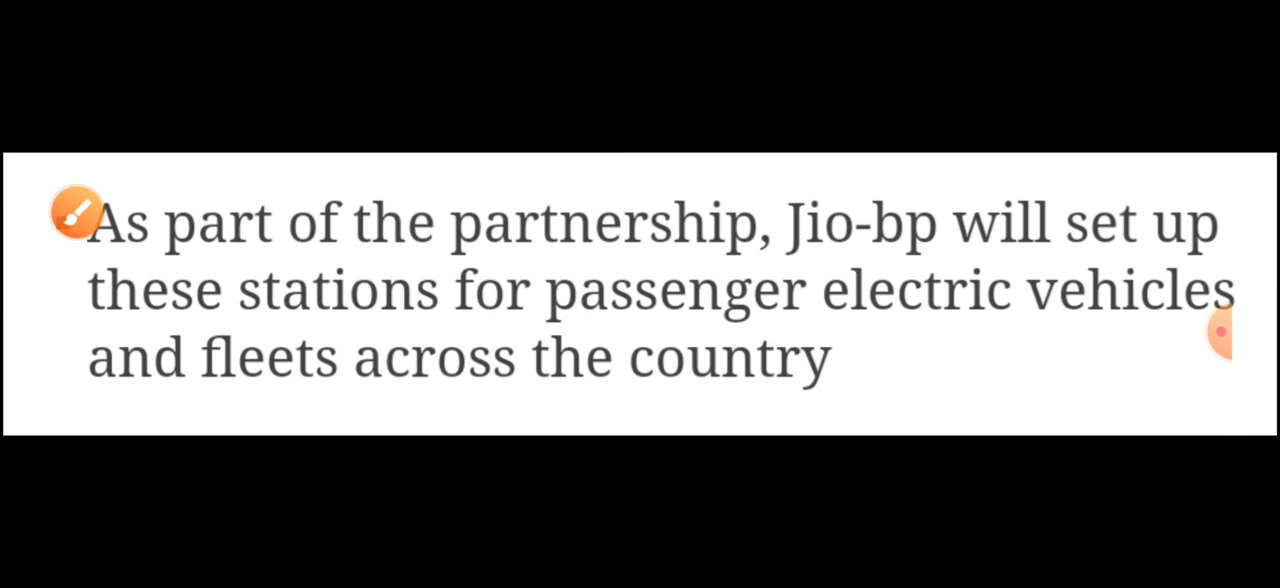 As part of the partnership, Jio-bp will set up
these stations for passenger electric vehicles
and fleets across the country